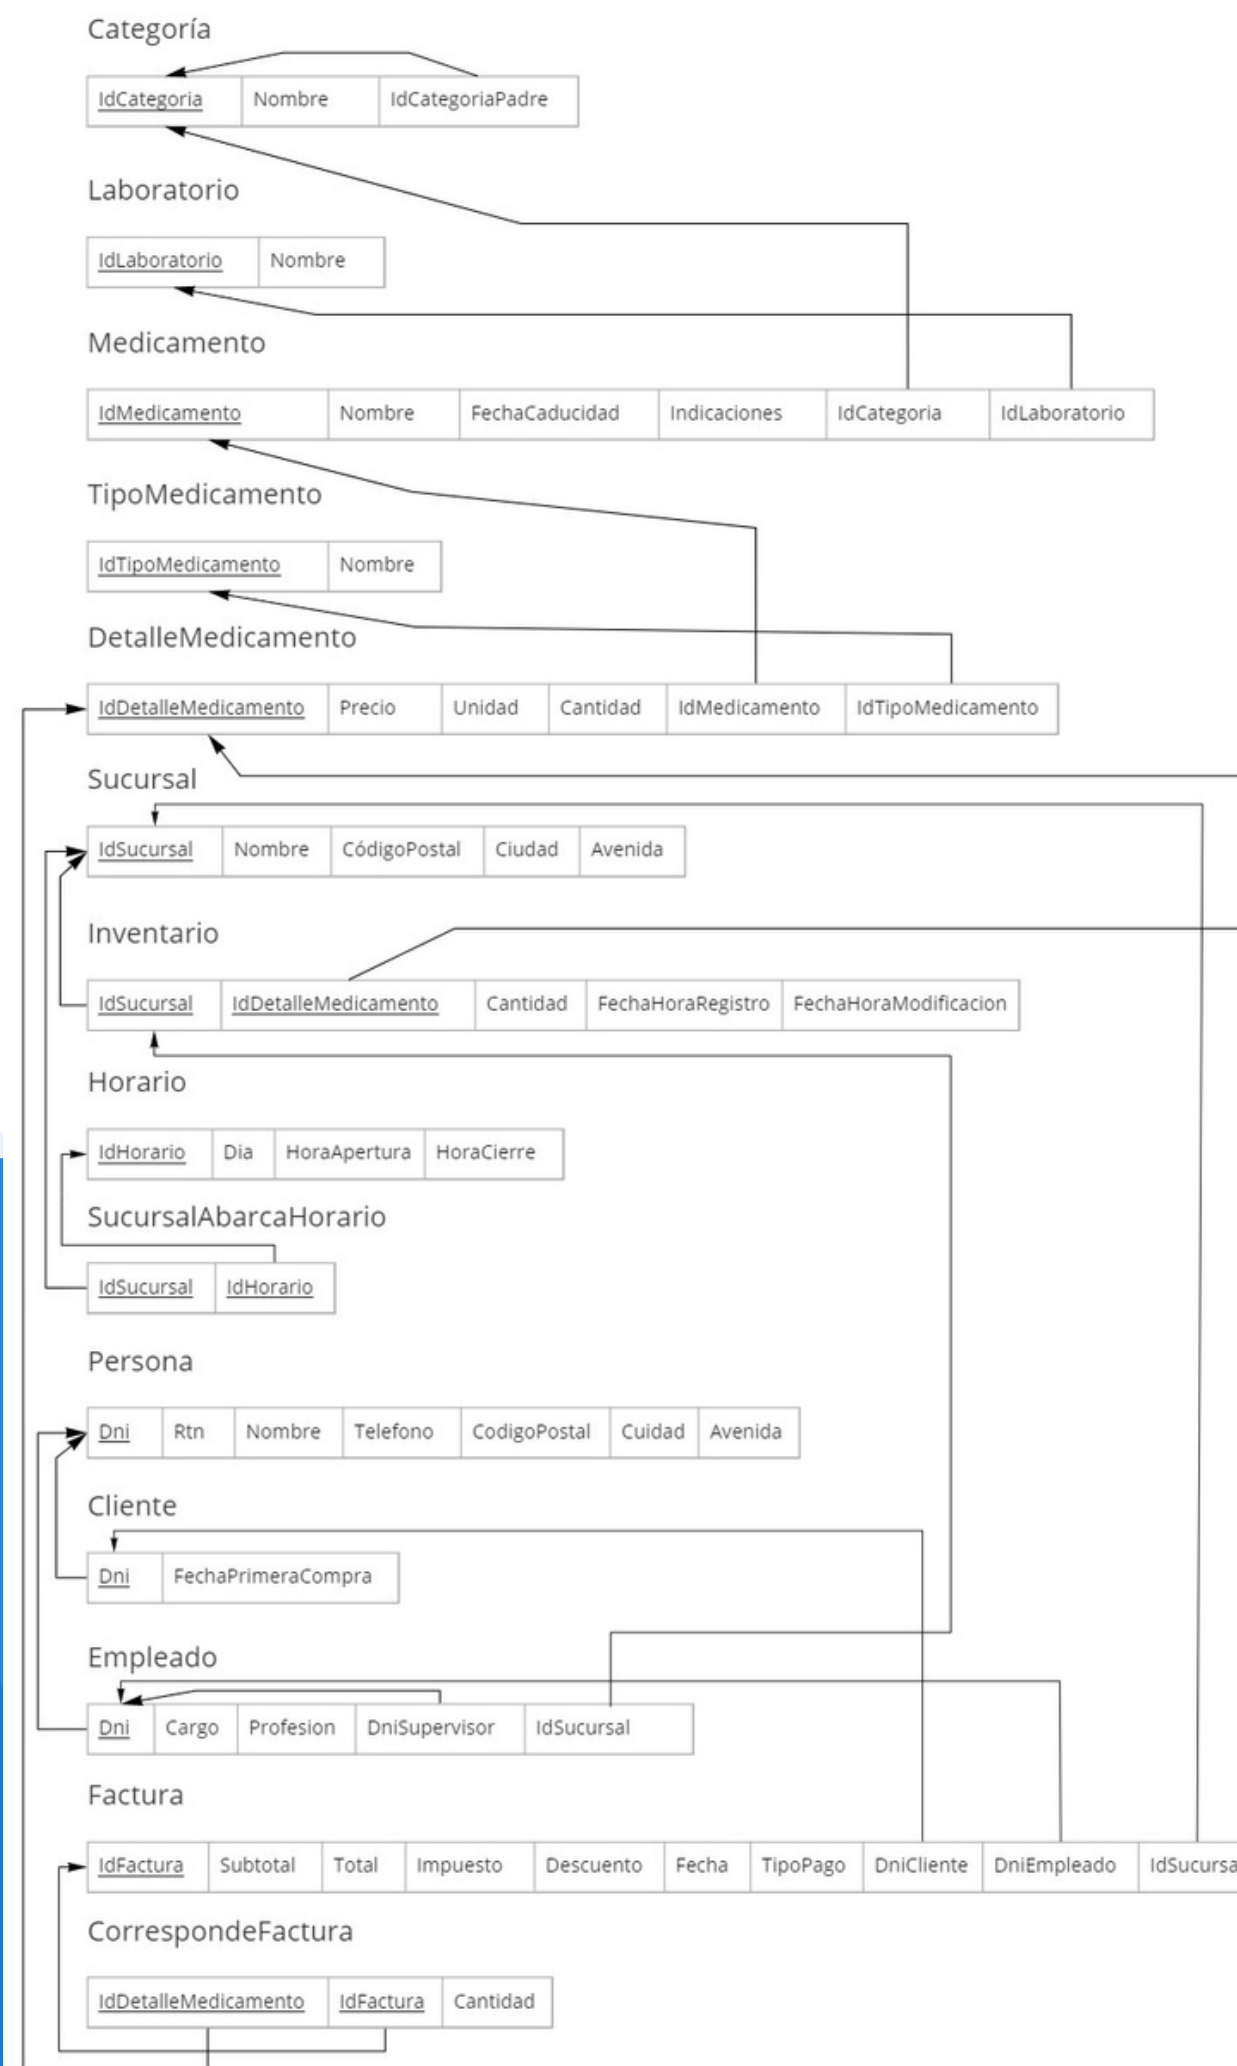 Categoría
IdCategoria Nombre IdCategoriaPadre
Laboratorio
IdLaboratorio Nombre
Medicamento
IdMedicamento Nombre FechaCaducidad Indicaciones IdCategoria IdLaboratorio
TipoMedicamento
IdTipoMedicamento Nombre
DetalleMedicamento
IdDetalleMedicamento Precio Unidad Cantidad IdMedicamento IdTipoMedicamento
Sucursal
IdSucursal Nombre CódigoPostal Ciudad Avenida
Inventario
IdSucursal IdDetalleMedicamento Cantidad FechaHoraRegistro FechaHoraModificacion
Horario
IdHorario Dia HoraApertura HoraCierre
SucursalAbarcaHorario
IdSucursal IdHorario
Persona
Dni Rtn Nombre Telefono CodigoPostal Cuidad Avenida
Cliente
Dni FechaPrimeraCompra
Empleado
Dni Cargo Profesion DniSupervisor IdSucursal
Factura
IdFactura Subtotal Total Impuesto Descuento Fecha TipoPago DniCliente DniEmpleado IdSucursa
CorrespondeFactura
IdDetalleMedicamento IdFactura Cantidad